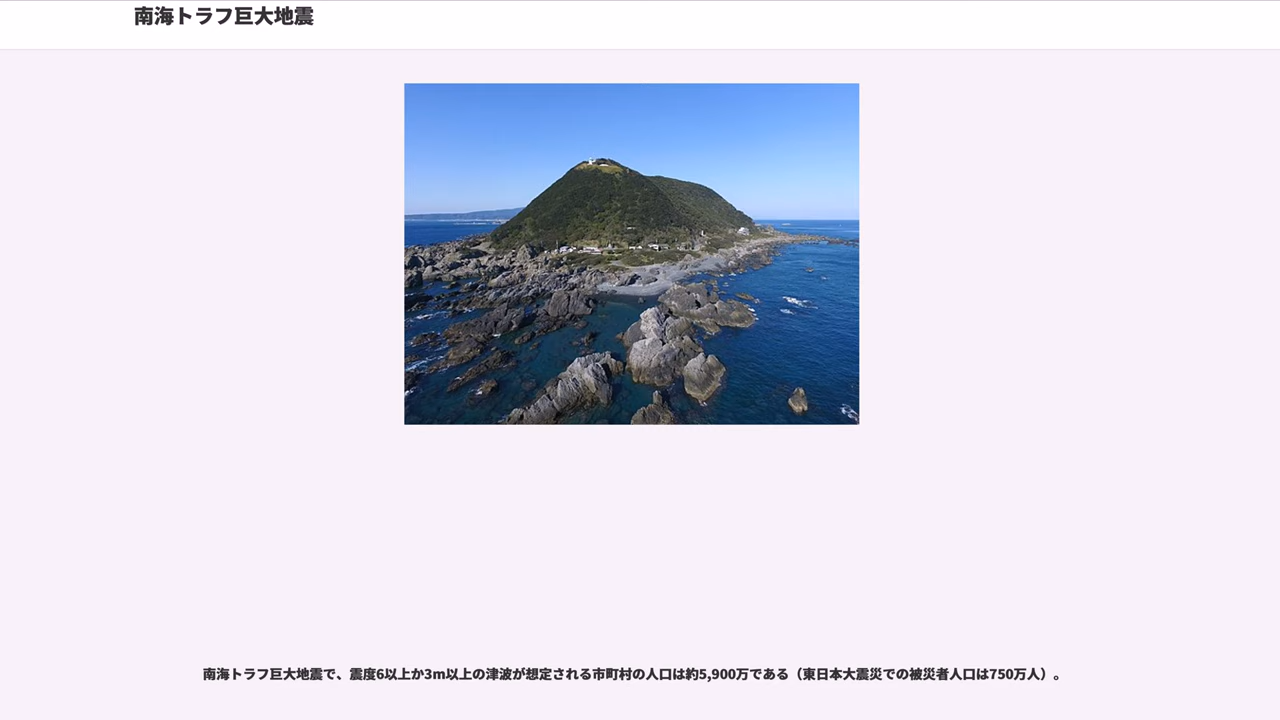 南海トラフ巨大地震
南海トラフ巨大地震で、震度6以上か3m以上の津波が想定される市町村の人口は約5,900万である（東日本大震災での被災者人口は750万人）。